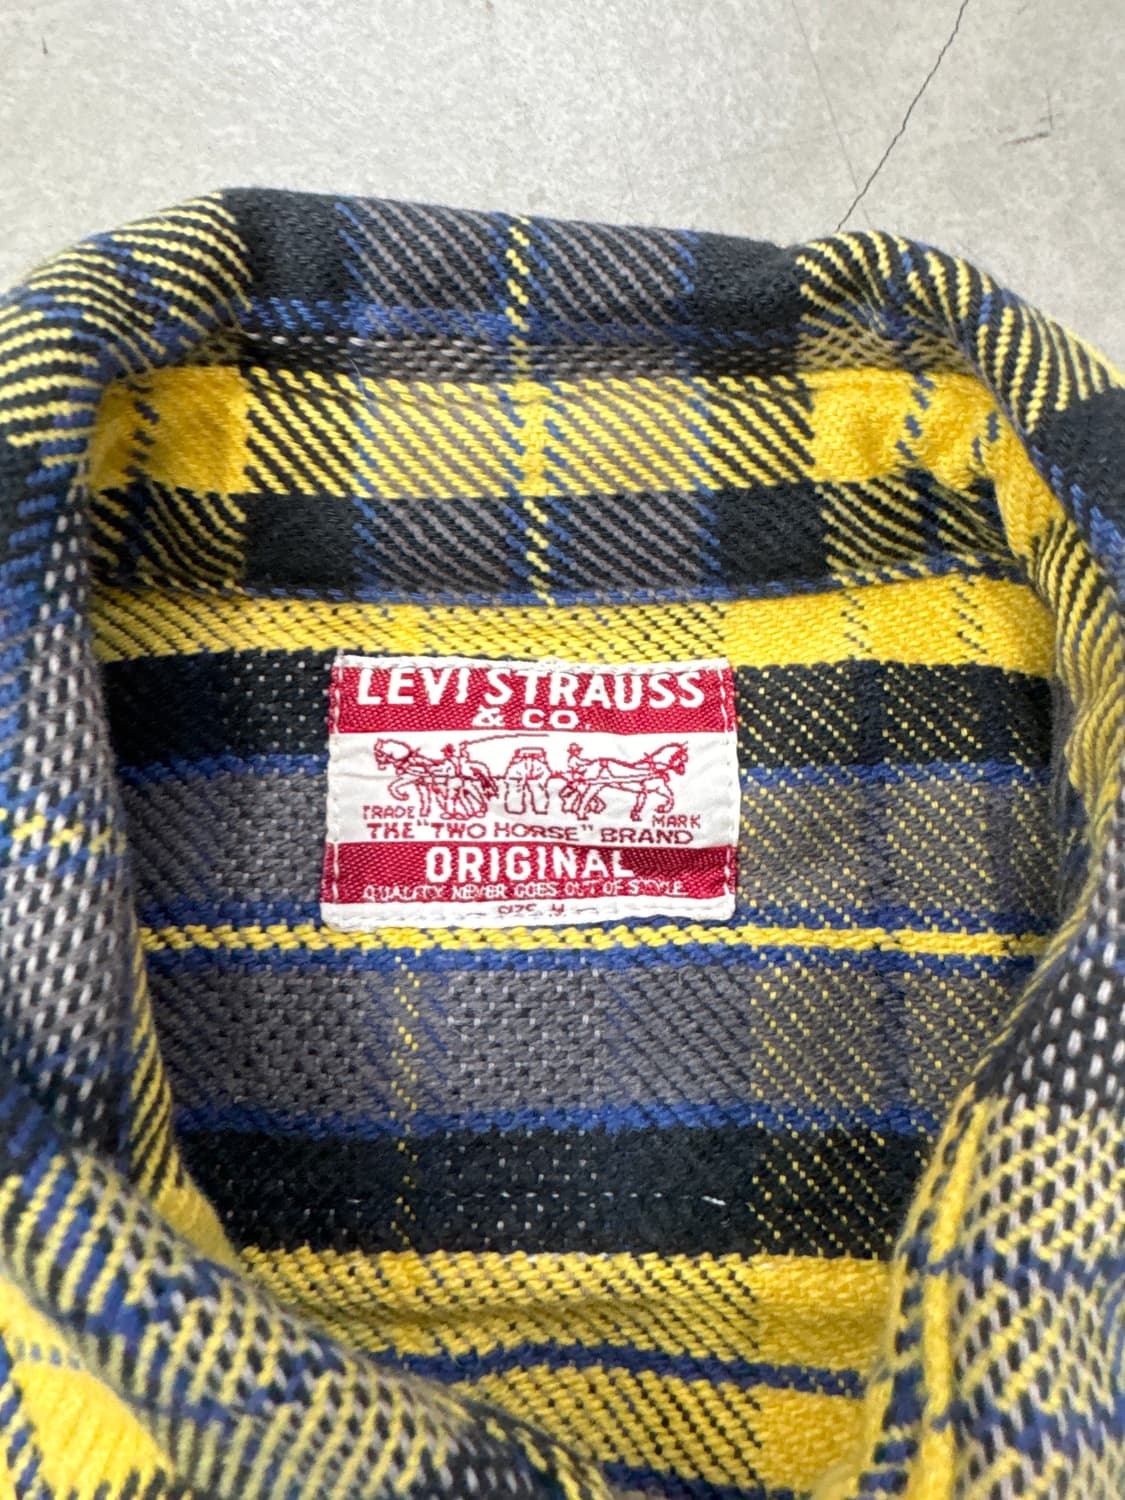 LEVI STRAUSS
& CO.
TRADE MARK
THE "TWO HORSE" BRAND
ORIGINAL
QUALITY NEVER GOES OUT OF STYLE
SIZE M